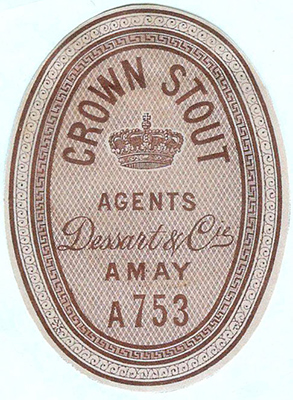 CROWN STOUT
AGENTS
Dessart & Cie
AMAY
A753